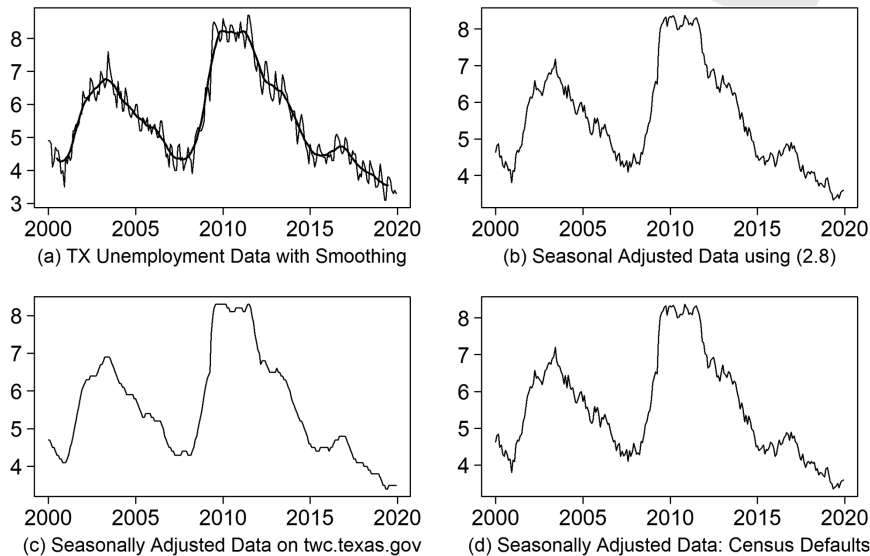 8
7
6
5
4
3
2000 2005 2010 2015 2020
(a) TX Unemployment Data with Smoothing
8
7
6
5
4
2000 2005 2010 2015 2020
(b) Seasonal Adjusted Data using (2.8)
8
7
6
5
4
2000 2005 2010 2015 2020
(c) Seasonally Adjusted Data on twc.texas.gov
8
7
6
5
4
2000 2005 2010 2015 2020
(d) Seasonally Adjusted Data: Census Defaults